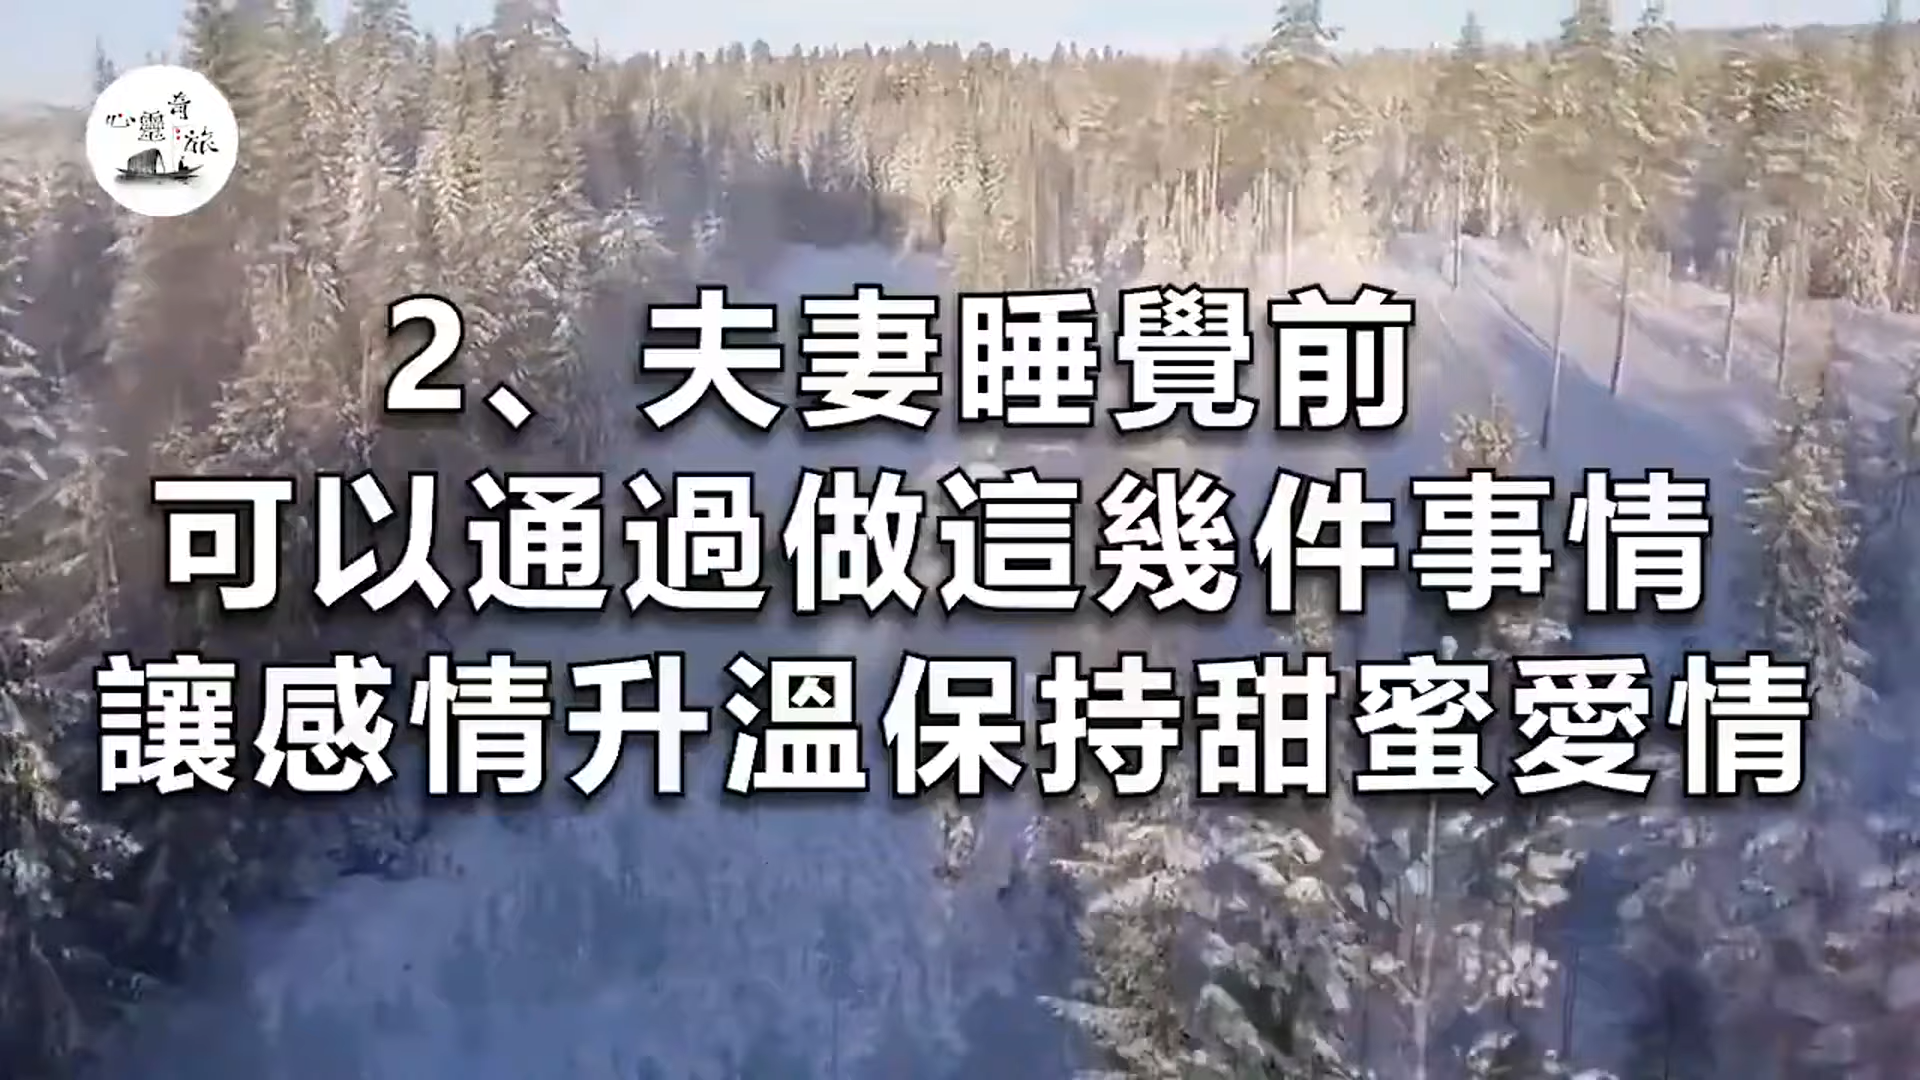 心靈奇旅
2、夫妻睡覺前
可以通過做這幾件事情
讓感情升溫保持甜蜜愛情